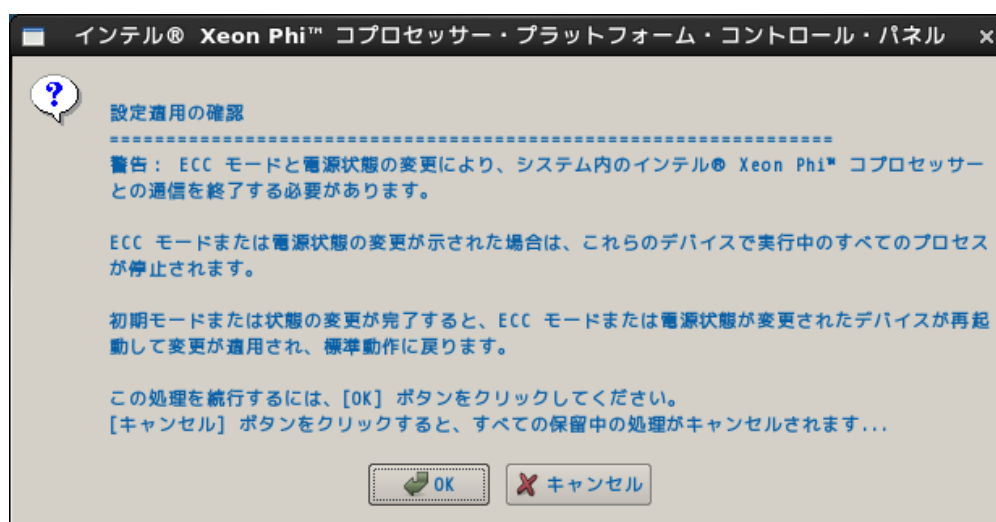 インテル® Xeon Phi™ コプロセッサー・プラットフォーム・コントロール・パネル
設定適用の確認
================================================================
警告： ECC モードと電源状態の変更により、システム内のインテル® Xeon Phi™ コプロセッサー
との通信を終了する必要があります。
ECC モードまたは電源状態の変更が示された場合は、これらのデバイスで実行中のすべてのプロセス
が停止されます。
初期モードまたは状態の変更が完了すると、ECC モードまたは電源状態が変更されたデバイスが再起
動して変更が適用され、標準動作に戻ります。
この処理を続行するには、[OK] ボタンをクリックしてください。
[キャンセル] ボタンをクリックすると、すべての保留中の処理がキャンセルされます...
OK キャンセル